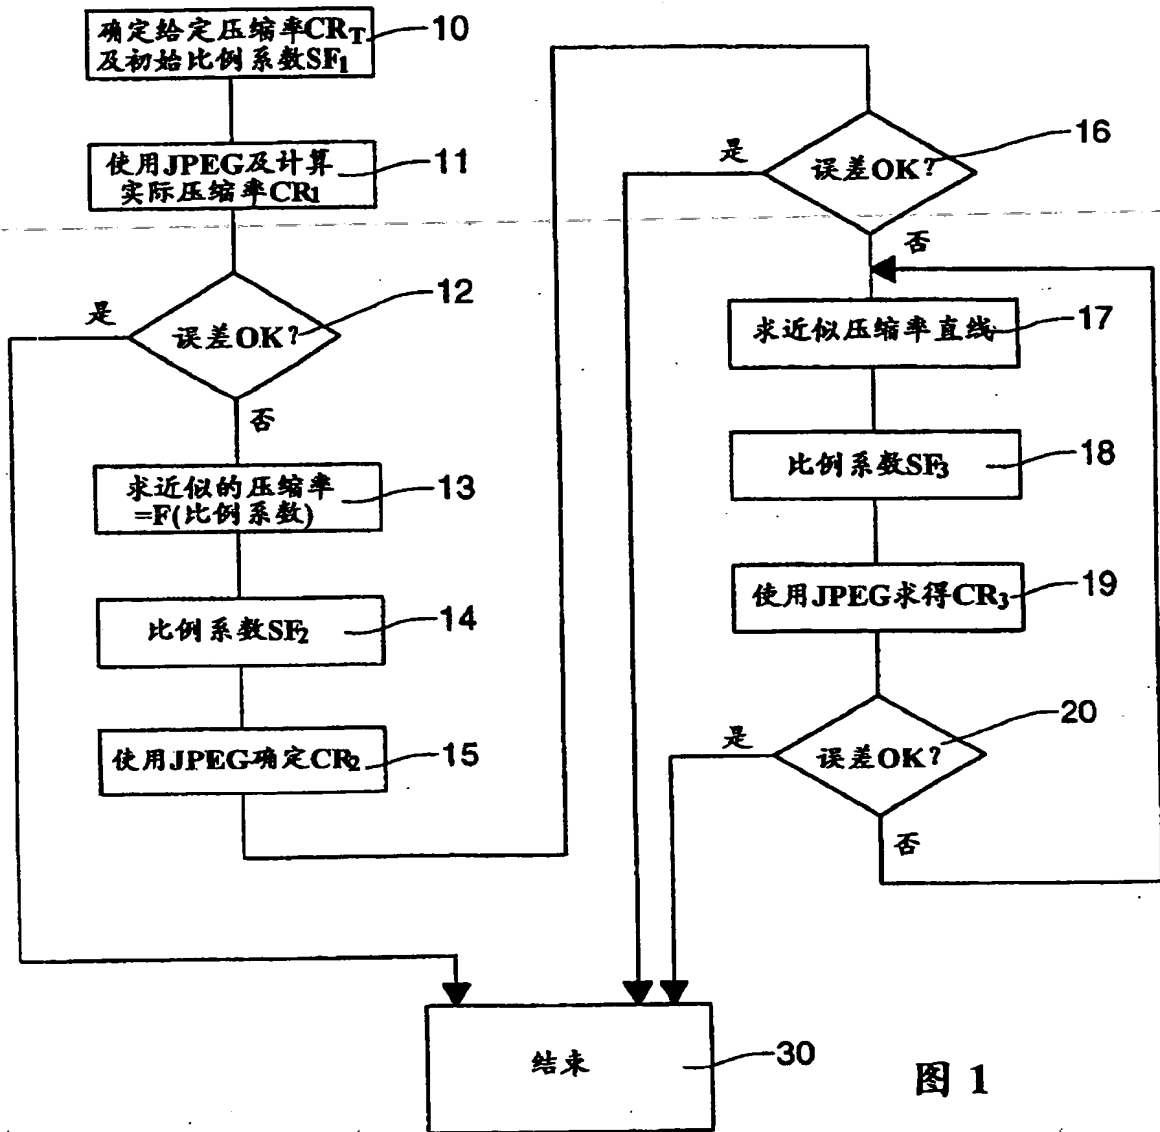 确定给定压缩率CRT
及初始比例系数SF1
10
使用JPEG及计算
实际压缩率CR1
11
误差OK?
12
是
否
求近似的压缩率
=F(比例系数)
13
比例系数SF2
14
使用JPEG确定CR2
15
误差OK?
16
是
否
求近似压缩率直线
17
比例系数SF3
18
使用JPEG求得CR3
19
误差OK?
20
是
否
结束
30
图 1